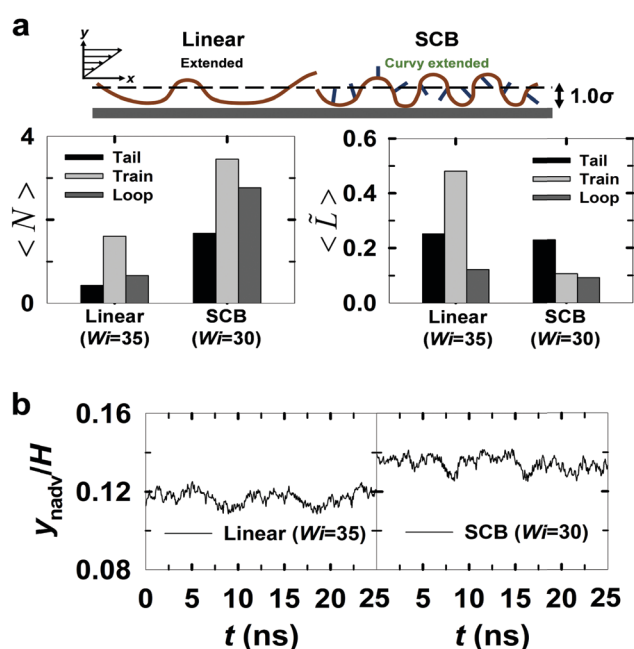 a
y
x
Linear
Extended
SCB
Curvy extended
1.0σ
4
0
< N >
Tail
Train
Loop
Linear
(Wi=35)
SCB
(Wi=30)
0.6
0.4
0.2
0.0
< L̃ >
Tail
Train
Loop
Linear
(Wi=35)
SCB
(Wi=30)
b
0.16
0.12
0.08
y_nadv/H
Linear (Wi=35)
SCB (Wi=30)
0 5 10 15 20 25 5 10 15 20 25
t (ns) t (ns)